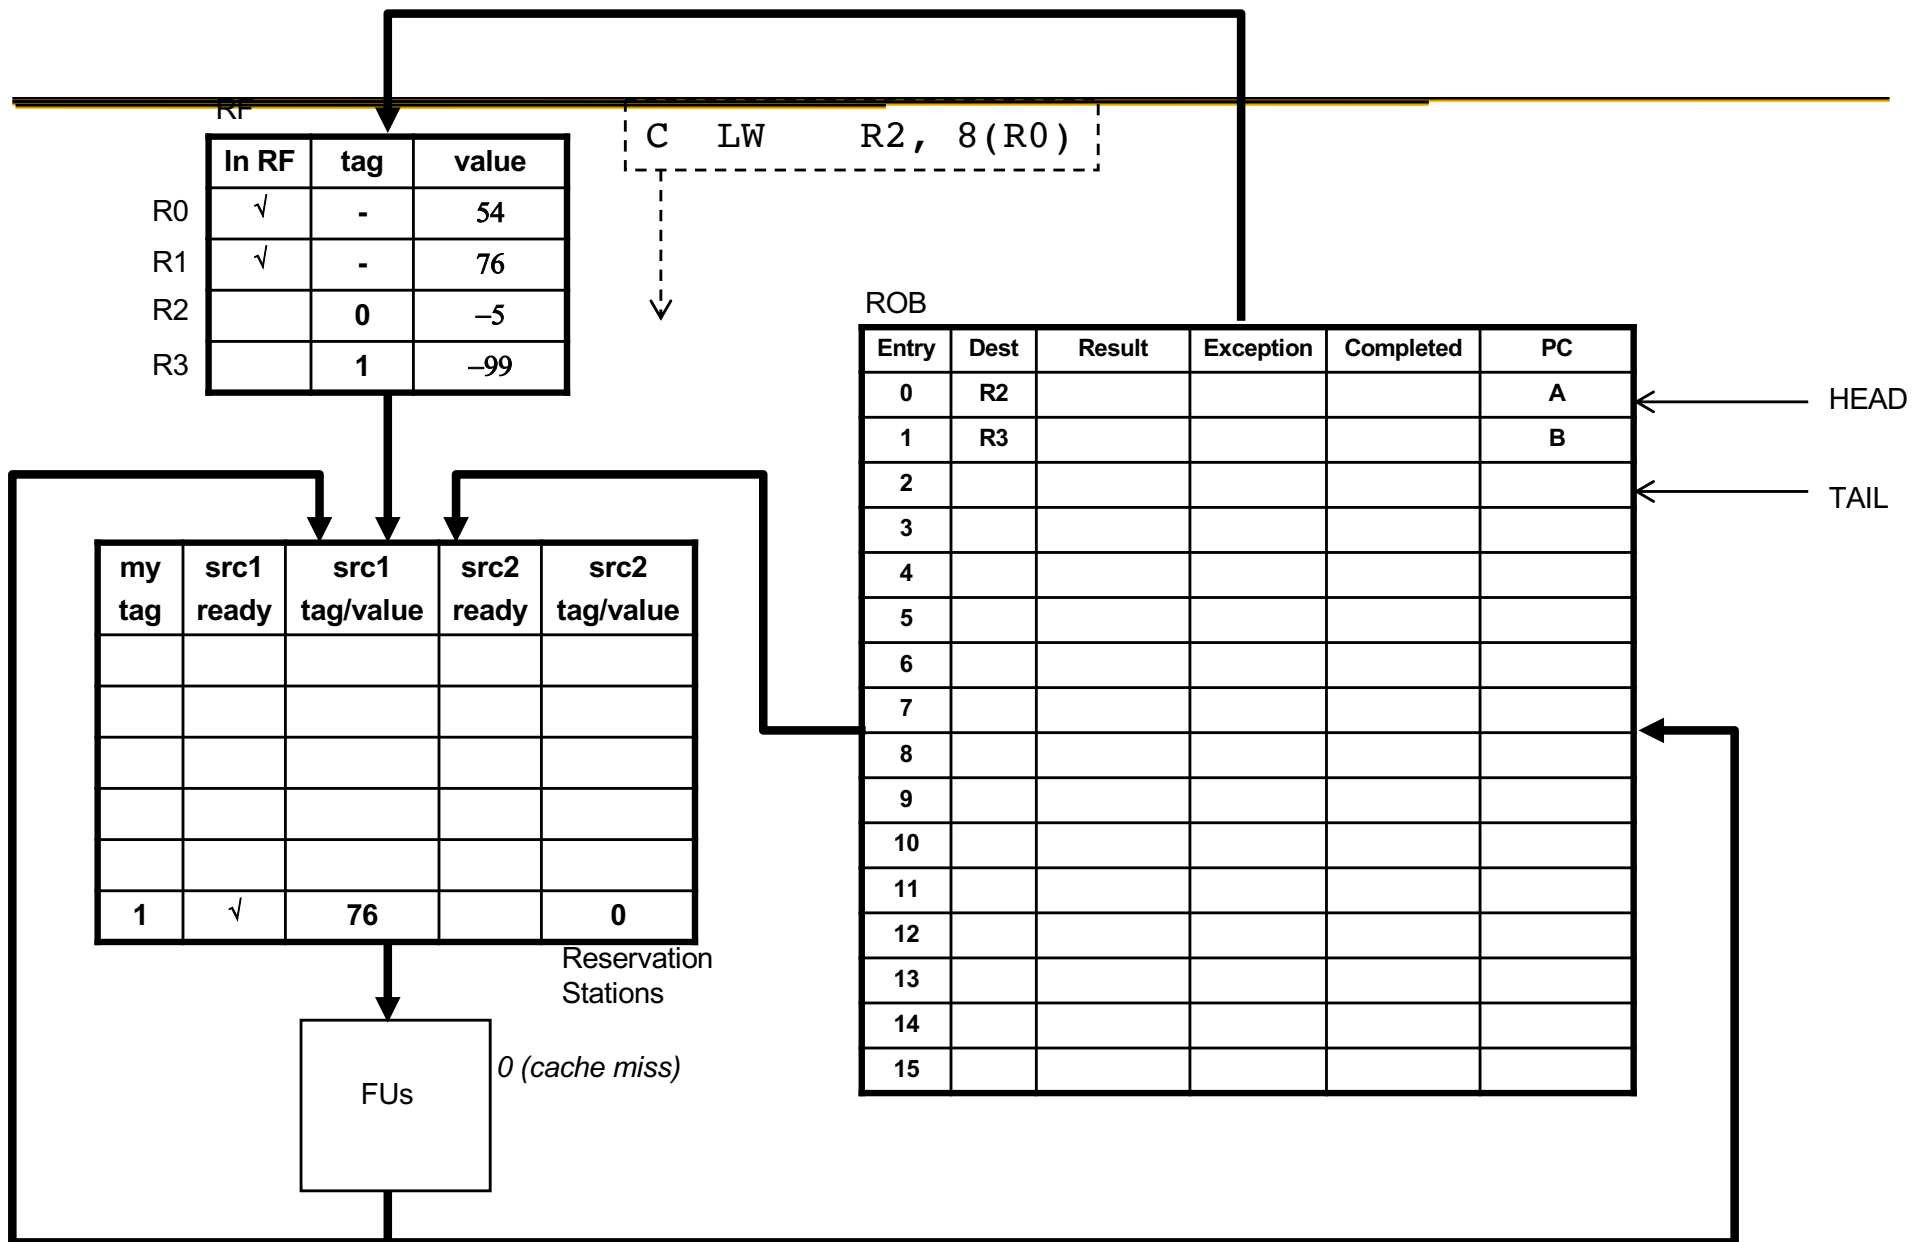 RF
C LW R2, 8(R0)
In RF tag value
R0 √ - 54
R1 √ - 76
R2 0 –5
R3 1 –99
ROB
Entry Dest Result Exception Completed PC
0 R2 A
HEAD
1 R3 B
2
TAIL
3
4
5
6
7
8
9
10
11
12
13
14
15
my src1 src1 src2 src2
tag ready tag/value ready tag/value
1 √ 76 0
Reservation
Stations
0 (cache miss)
FUs